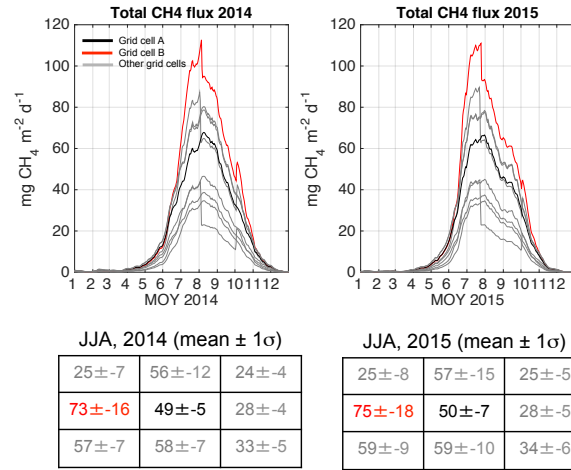 Total CH4 flux 2014
Total CH4 flux 2015
120
100
80
60
40
20
0
mg CH4 m-2 d-1
Grid cell A
Grid cell B
Other grid cells
1 2 3 4 5 6 7 8 9 10 11 12
MOY 2014
120
100
80
60
40
20
0
mg CH4 m-2 d-1
1 2 3 4 5 6 7 8 9 10 11 12
MOY 2015
JJA, 2014 (mean ± 1σ)
25±-7 56±-12 24±-4
73±-16 49±-5 28±-4
57±-7 58±-7 33±-5
JJA, 2015 (mean ± 1σ)
25±-8 57±-15 25±-5
75±-18 50±-7 28±-5
59±-9 59±-10 34±-6